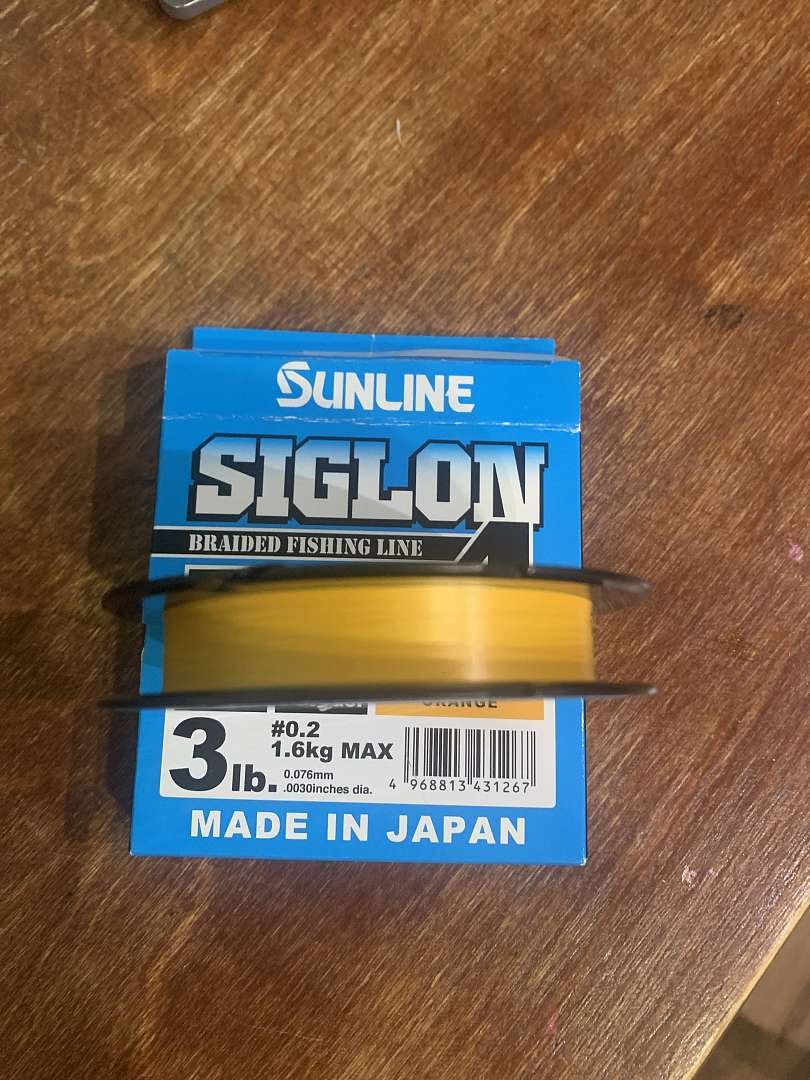 SUNLINE
SIGLON
BRAIDED FISHING LINE
ORANGE
3lb.
#0.2
1.6kg MAX
0.076mm
.0030inches dia.
4 968813 431267
MADE IN JAPAN